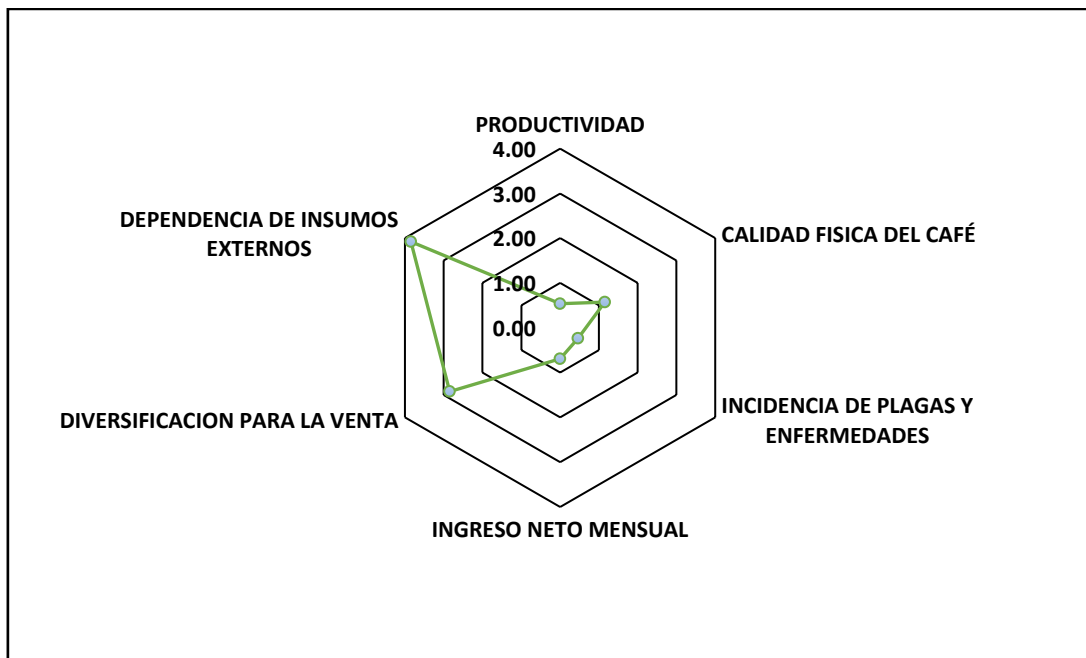 PRODUCTIVIDAD
4.00
3.00
2.00
1.00
0.00
CALIDAD FISICA DEL CAFÉ
INCIDENCIA DE PLAGAS Y
ENFERMEDADES
INGRESO NETO MENSUAL
DIVERSIFICACION PARA LA VENTA
DEPENDENCIA DE INSUMOS
EXTERNOS